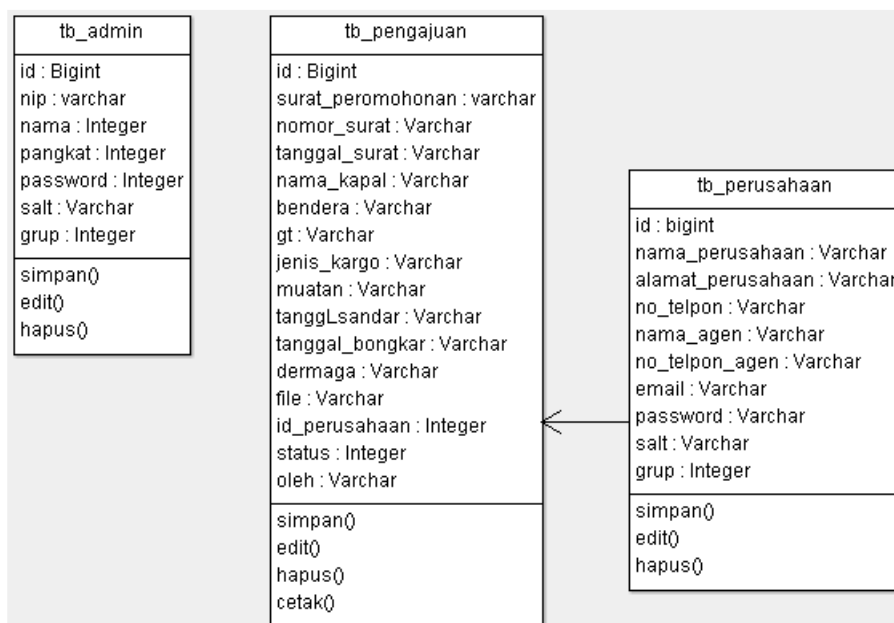 tb_admin
id : Bigint
nip : varchar
nama : Integer
pangkat : Integer
password : Integer
salt : Varchar
grup : Integer
simpan()
edit()
hapus()
tb_pengajuan
id : Bigint
surat_peromohonan : varchar
nomor_surat : Varchar
tanggal_surat : Varchar
nama_kapal : Varchar
bendera : Varchar
gt : Varchar
jenis_kargo : Varchar
muatan : Varchar
tanggLsandar : Varchar
tanggal_bongkar : Varchar
dermaga : Varchar
file : Varchar
id_perusahaan : Integer
status : Integer
oleh : Varchar
simpan()
edit()
hapus()
cetak()
tb_perusahaan
id : bigint
nama_perusahaan : Varchar
alamat_perusahaan : Varchar
no_telpon : Varchar
nama_agen : Varchar
no_telpon_agen : Varchar
email : Varchar
password : Varchar
salt : Varchar
grup : Integer
simpan()
edit()
hapus()